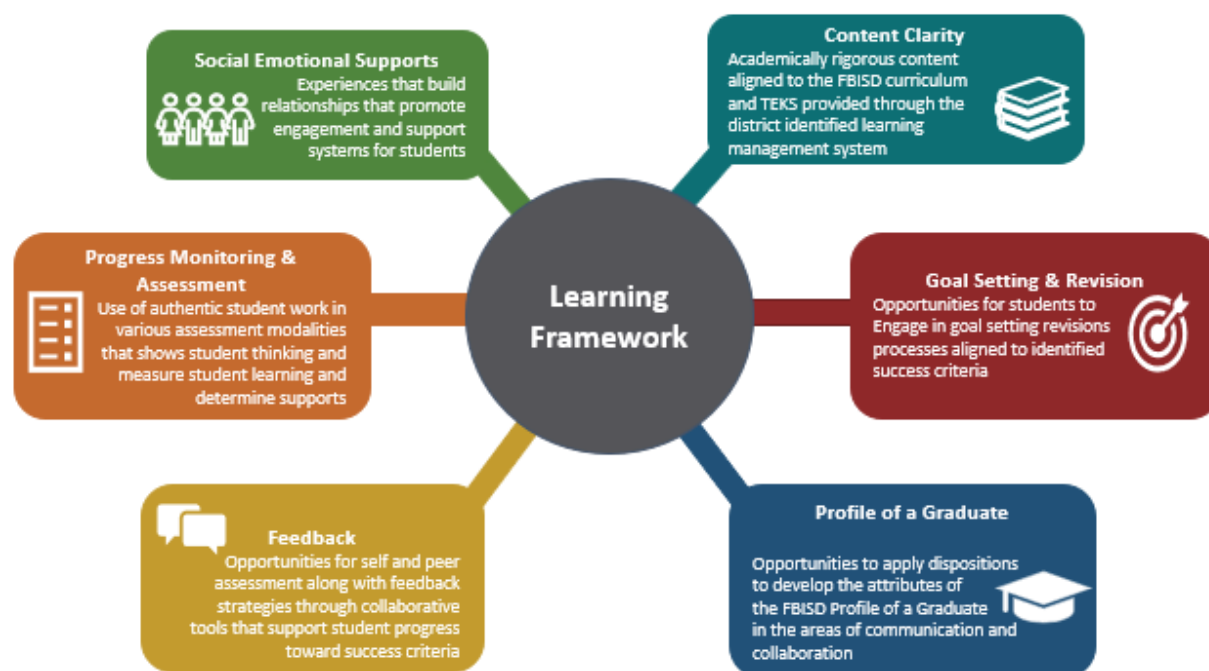 Social Emotional Supports
Experiences that build
relationships that promote
engagement and support
systems for students
Content Clarity
Academically rigorous content
aligned to the FBISD curriculum
and TEKS provided through the
district identified learning
management system
Progress Monitoring &
Assessment
Use of authentic student work in
various assessment modalities
that shows student thinking and
measure student learning and
determine supports
Learning
Framework
Goal Setting & Revision
Opportunities for students to
Engage in goal setting revisions
processes aligned to identified
success criteria
Feedback
Opportunities for self and peer
assessment along with feedback
strategies through collaborative
tools that support student progress
toward success criteria
Profile of a Graduate
Opportunities to apply dispositions
to develop the attributes of
the FBISD Profile of a Graduate
in the areas of communication and
collaboration